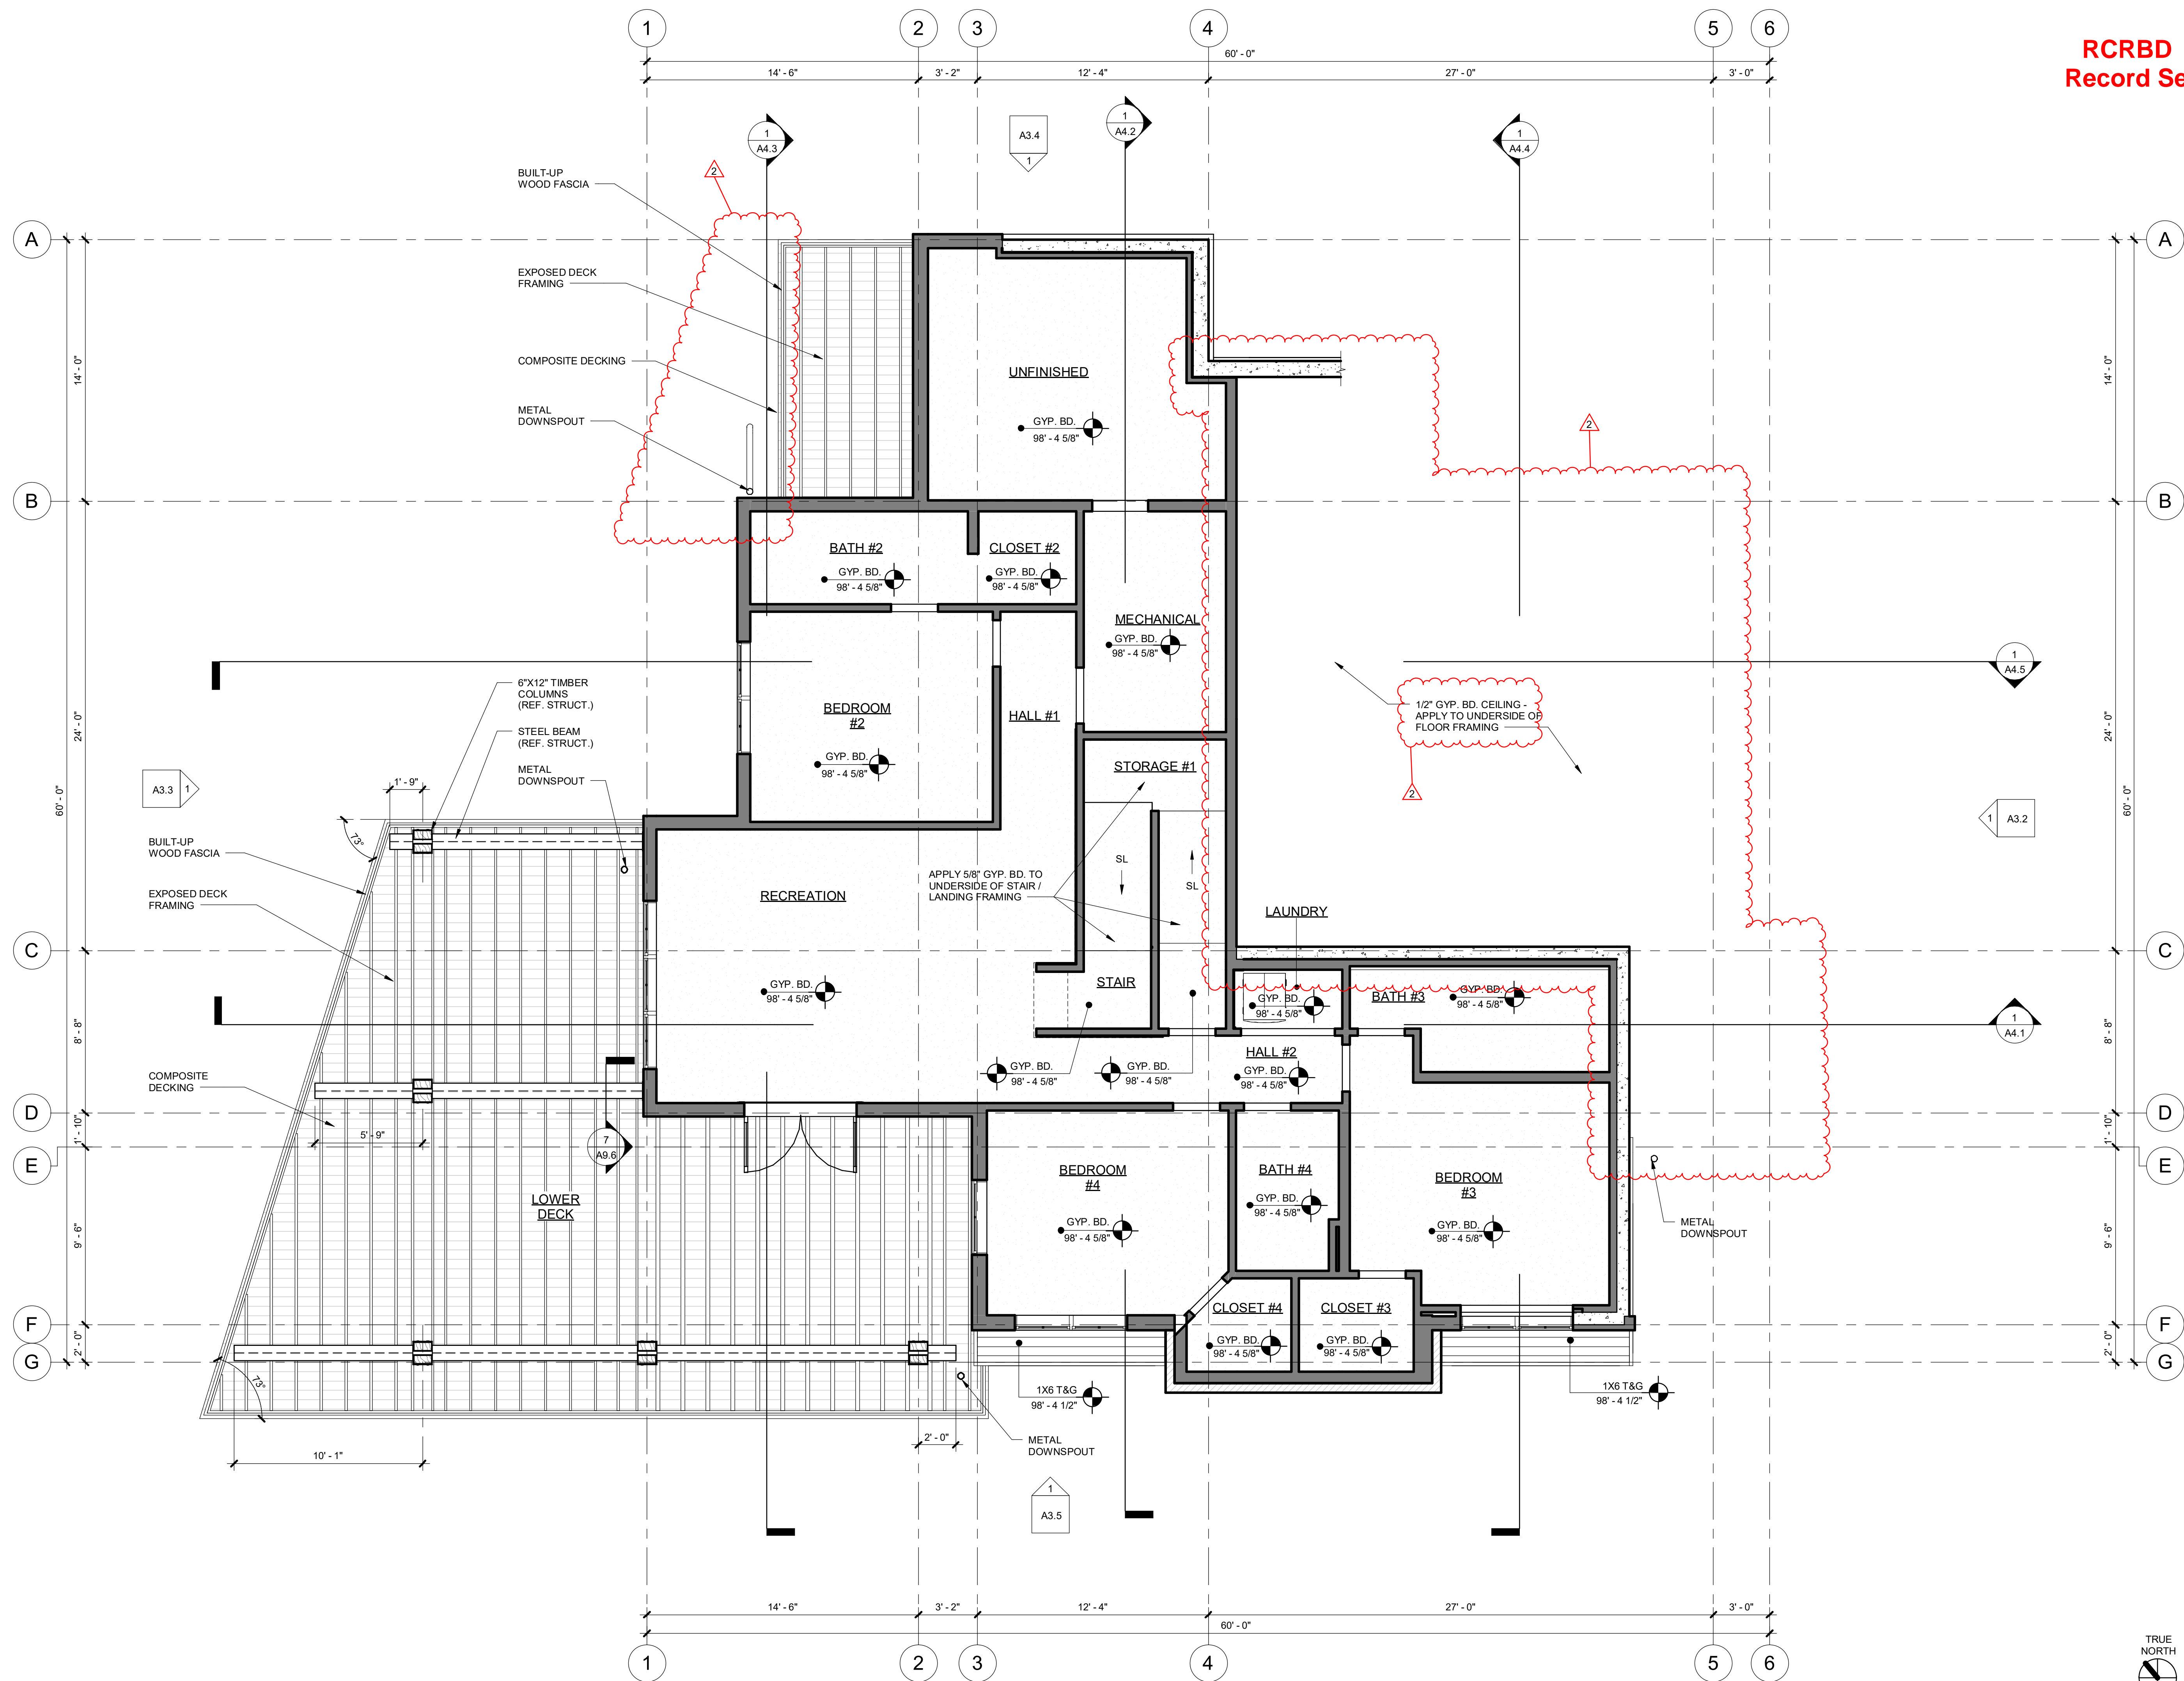 1
2
3
4
5
6
RCRBD
Record Se
60' - 0"
14' - 6"
3' - 2"
12' - 4"
27' - 0"
3' - 0"
1
A4.3
A3.4
1
1
A4.2
1
A4.4
2
BUILT-UP
WOOD FASCIA
A
A
EXPOSED DECK
FRAMING
COMPOSITE DECKING
METAL
DOWNSPOUT
14' - 0"
14' - 0"
UNFINISHED
GYP. BD.
98' - 4 5/8"
2
B
B
BATH #2
GYP. BD.
98' - 4 5/8"
CLOSET #2
GYP. BD.
98' - 4 5/8"
MECHANICAL
GYP. BD.
98' - 4 5/8"
1
A4.5
6"X12" TIMBER
COLUMNS
(REF. STRUCT.)
STEEL BEAM
(REF. STRUCT.)
METAL
DOWNSPOUT
BEDROOM
#2
GYP. BD.
98' - 4 5/8"
HALL #1
1/2" GYP. BD. CEILING -
APPLY TO UNDERSIDE OF
FLOOR FRAMING
2
24' - 0"
24' - 0"
STORAGE #1
60' - 0"
60' - 0"
A3.3
1
1
A3.2
1' - 9"
73°
BUILT-UP
WOOD FASCIA
EXPOSED DECK
FRAMING
RECREATION
GYP. BD.
98' - 4 5/8"
APPLY 5/8" GYP. BD. TO
UNDERSIDE OF STAIR /
LANDING FRAMING
SL
SL
LAUNDRY
GYP. BD.
98' - 4 5/8"
C
C
STAIR
BATH #3
GYP. BD.
98' - 4 5/8"
1
A4.1
8' - 8"
8' - 8"
HALL #2
GYP. BD.
98' - 4 5/8"
GYP. BD.
98' - 4 5/8"
GYP. BD.
98' - 4 5/8"
COMPOSITE
DECKING
D
D
1' - 10"
1' - 10"
5' - 9"
7
A9.6
E
E
LOWER
DECK
BEDROOM
#4
GYP. BD.
98' - 4 5/8"
BATH #4
GYP. BD.
98' - 4 5/8"
BEDROOM
#3
GYP. BD.
98' - 4 5/8"
METAL
DOWNSPOUT
9' - 6"
9' - 6"
CLOSET #4
GYP. BD.
98' - 4 5/8"
CLOSET #3
GYP. BD.
98' - 4 5/8"
F
F
2' - 0"
2' - 0"
G
G
73°
1X6 T&G
98' - 4 1/2"
1X6 T&G
98' - 4 1/2"
10' - 1"
2' - 0"
METAL
DOWNSPOUT
1
A3.5
14' - 6"
3' - 2"
12' - 4"
27' - 0"
3' - 0"
60' - 0"
1
2
3
4
5
6
TRUE
NORTH